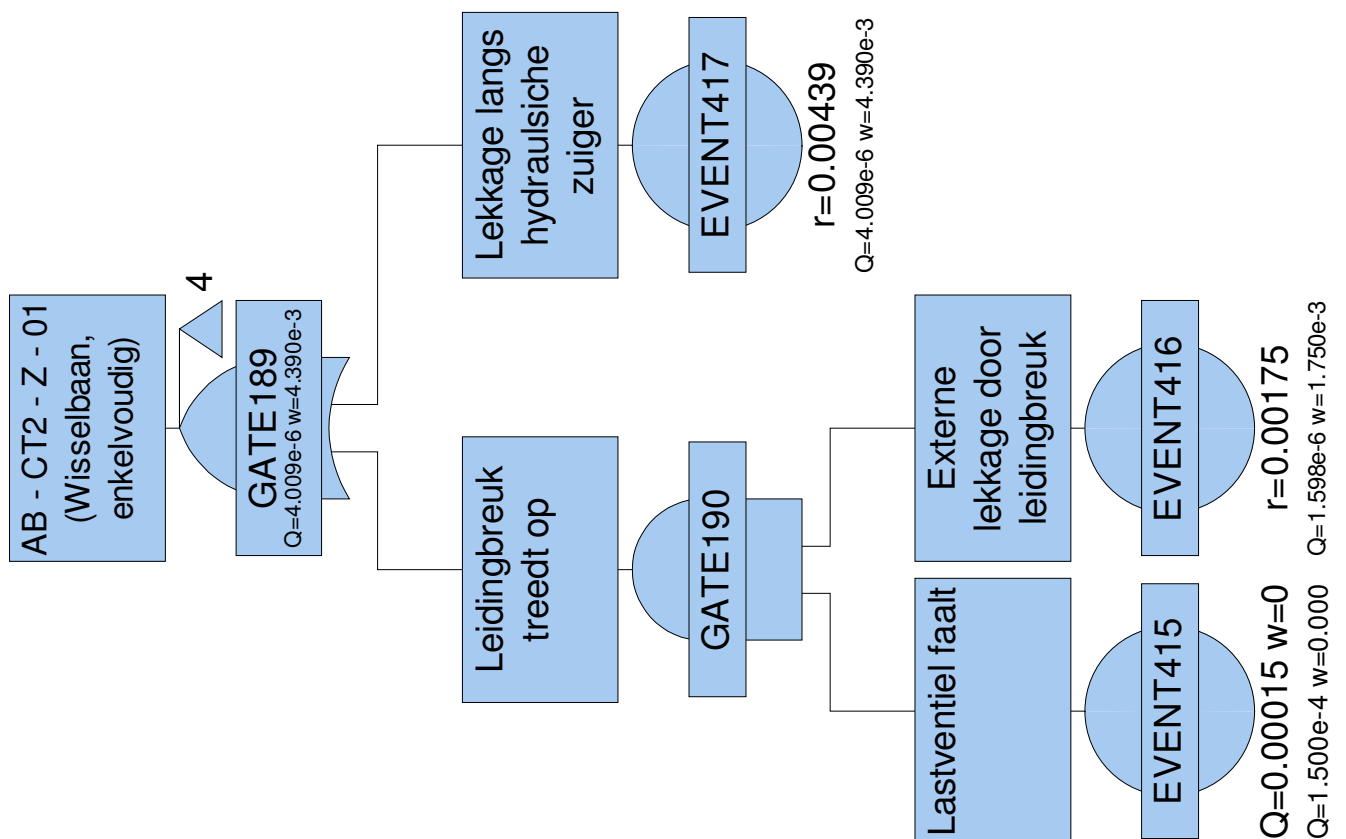 AB - CT2 - Z - 01
(Wisselbaan,
enkelvoudig)
4
GATE189
Q=4.009e-6 w=4.390e-3
Leidingbreuk
treedt op
GATE190
Lekkage langs
hydraulsiche
zuiger
EVENT417
r=0.00439
Q=4.009e-6 w=4.390e-3
Lastventiel faalt
EVENT415
Q=0.00015 w=0
Q=1.500e-4 w=0.000
Externe
lekkage door
leidingbreuk
EVENT416
r=0.00175
Q=1.598e-6 w=1.750e-3